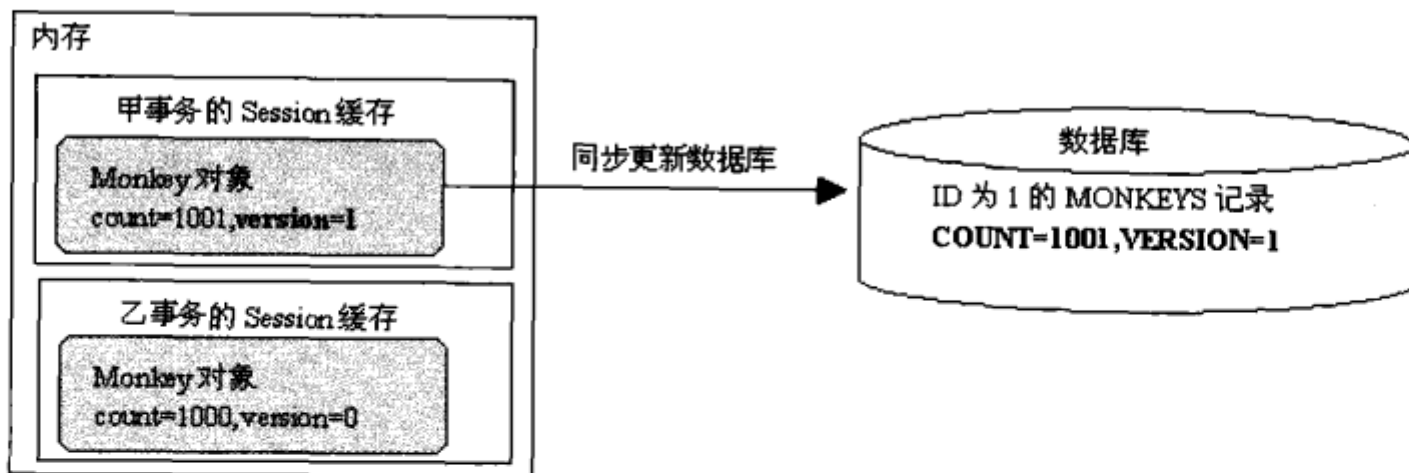 内存
甲事务的 Session 缓存
Monkey 对象
count=1001,version=1
同步更新数据库
数据库
ID 为 1 的 MONKEYS 记录
COUNT=1001,VERSION=1
乙事务的 Session 缓存
Monkey 对象
count=1000,version=0